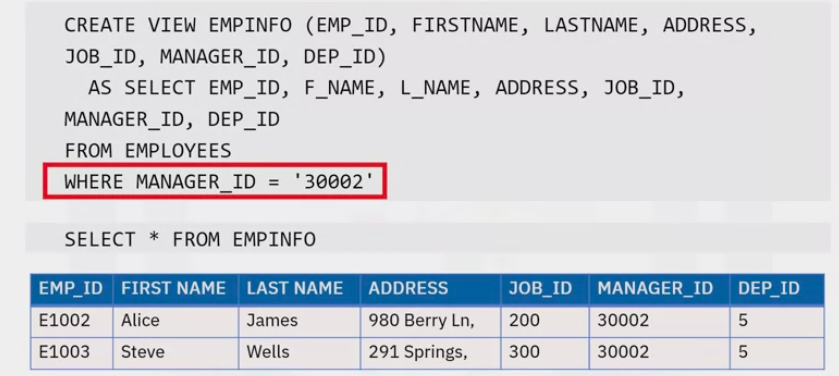 CREATE VIEW EMPINFO (EMP_ID, FIRSTNAME, LASTNAME, ADDRESS,
JOB_ID, MANAGER_ID, DEP_ID)
AS SELECT EMP_ID, F_NAME, L_NAME, ADDRESS, JOB_ID,
MANAGER_ID, DEP_ID
FROM EMPLOYEES
WHERE MANAGER_ID = '30002'
SELECT * FROM EMPINFO
EMP_ID FIRST NAME LAST NAME ADDRESS JOB_ID MANAGER_ID DEP_ID
E1002 Alice James 980 Berry Ln, 200 30002 5
E1003 Steve Wells 291 Springs, 300 30002 5